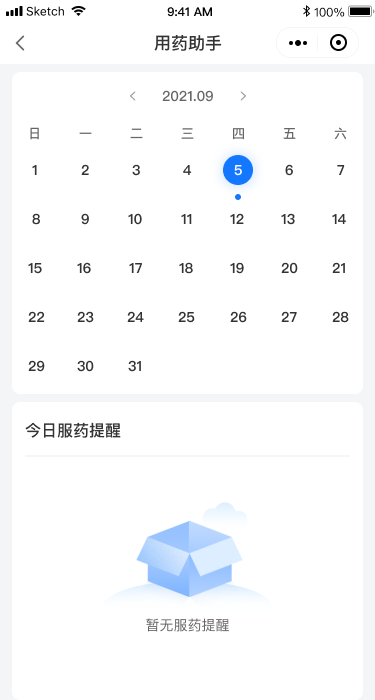 Sketch 9:41 AM 100%
用药助手
2021.09
日 一 二 三 四 五 六
1 2 3 4 5 6 7
8 9 10 11 12 13 14
15 16 17 18 19 20 21
22 23 24 25 26 27 28
29 30 31
今日服药提醒
暂无服药提醒